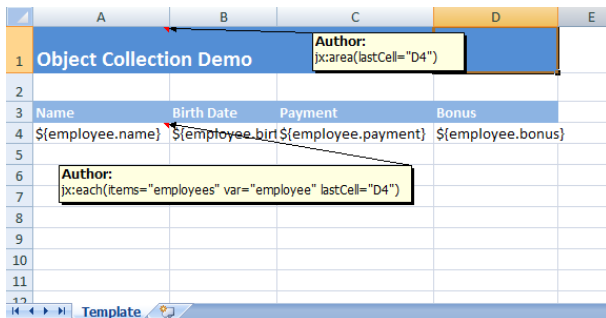 A B C D E
1 Object Collection Demo
Author:
jx:area(lastCell="D4")
2
3 Name Birth Date Payment Bonus
4 ${employee.name} ${employee.birt ${employee.payment} ${employee.bonus}
5
6 Author:
7 jx:each(items="employees" var="employee" lastCell="D4")
8
9
10
11
12
Template